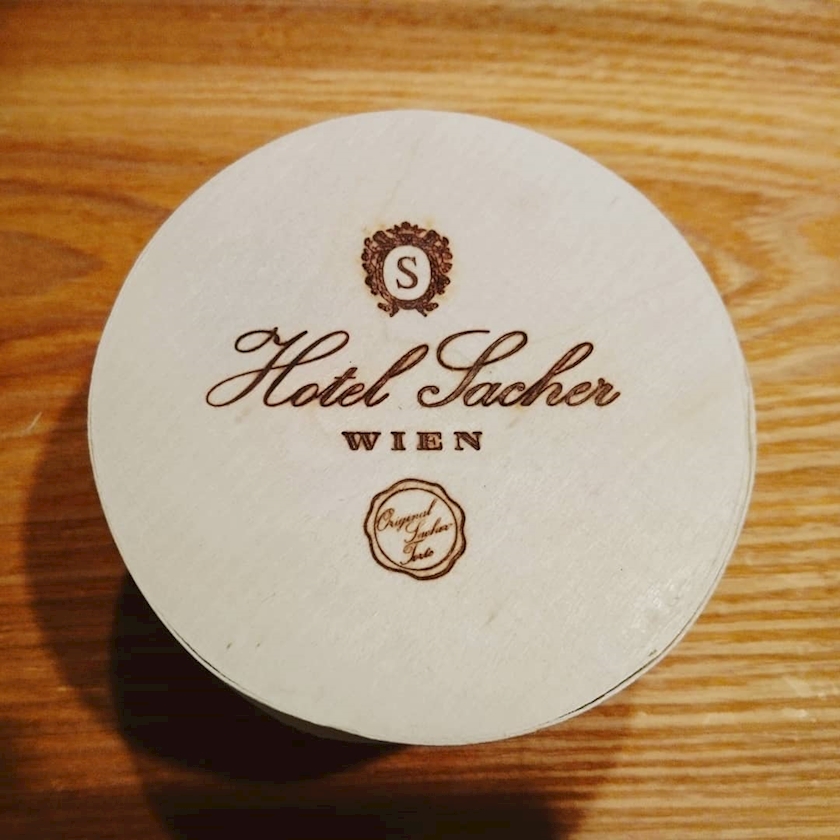 S
Hotel Sacher
WIEN
Original
Sacher-
Torte